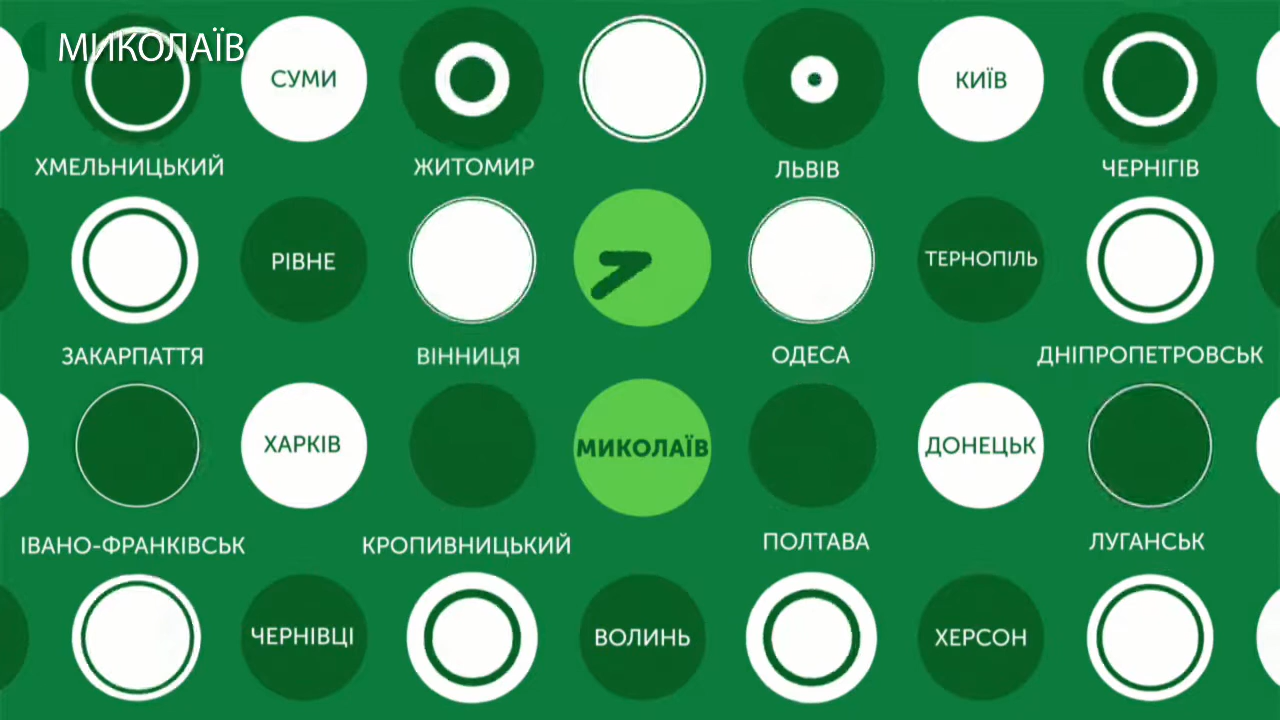 МИКОЛАЇВ
СУМИ
КИЇВ
ХМЕЛЬНИЦЬКИЙ
ЖИТОМИР
ЛЬВІВ
ЧЕРНІГІВ
РІВНЕ
ТЕРНОПІЛЬ
ЗАКАРПАТТЯ
ВІННИЦЯ
ОДЕСА
ДНІПРОПЕТРОВСЬК
ХАРКІВ
МИКОЛАЇВ
ДОНЕЦЬК
ІВАНО-ФРАНКІВСЬК
КРОПИВНИЦЬКИЙ
ПОЛТАВА
ЛУГАНСЬК
ЧЕРНІВЦІ
ВОЛИНЬ
ХЕРСОН